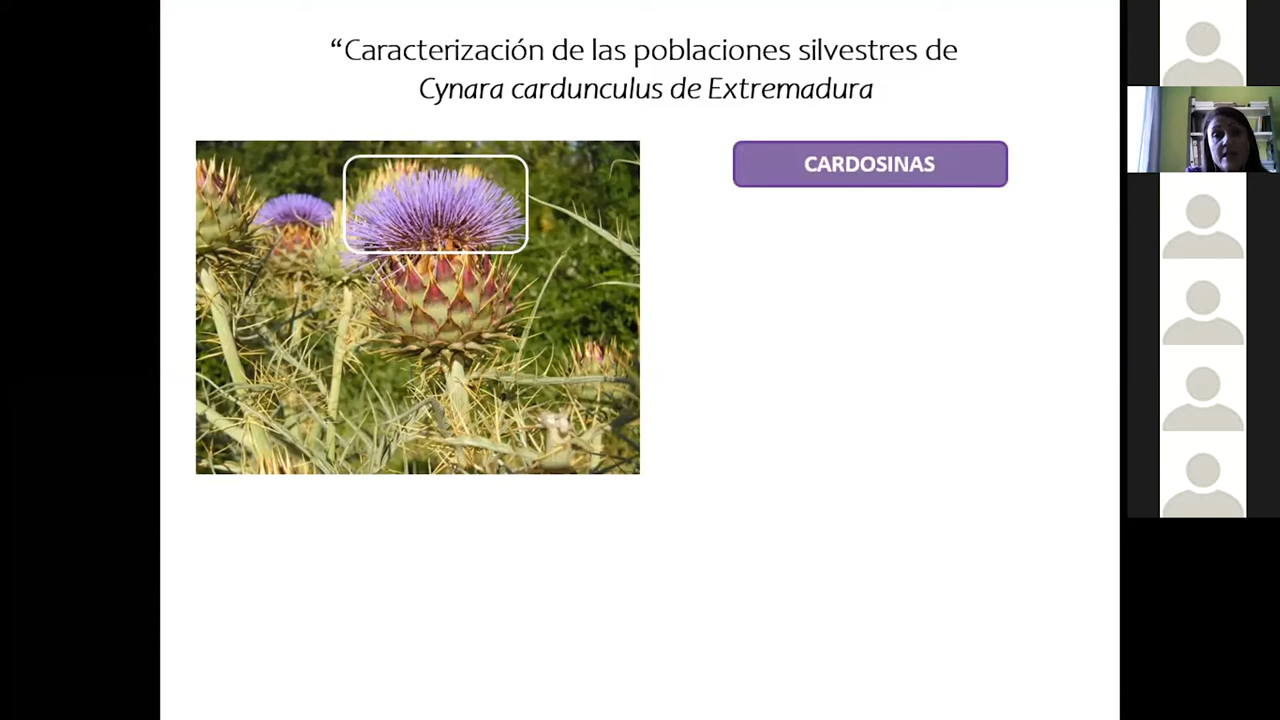 “Caracterización de las poblaciones silvestres de
Cynara cardunculus de Extremadura
CARDOSINAS